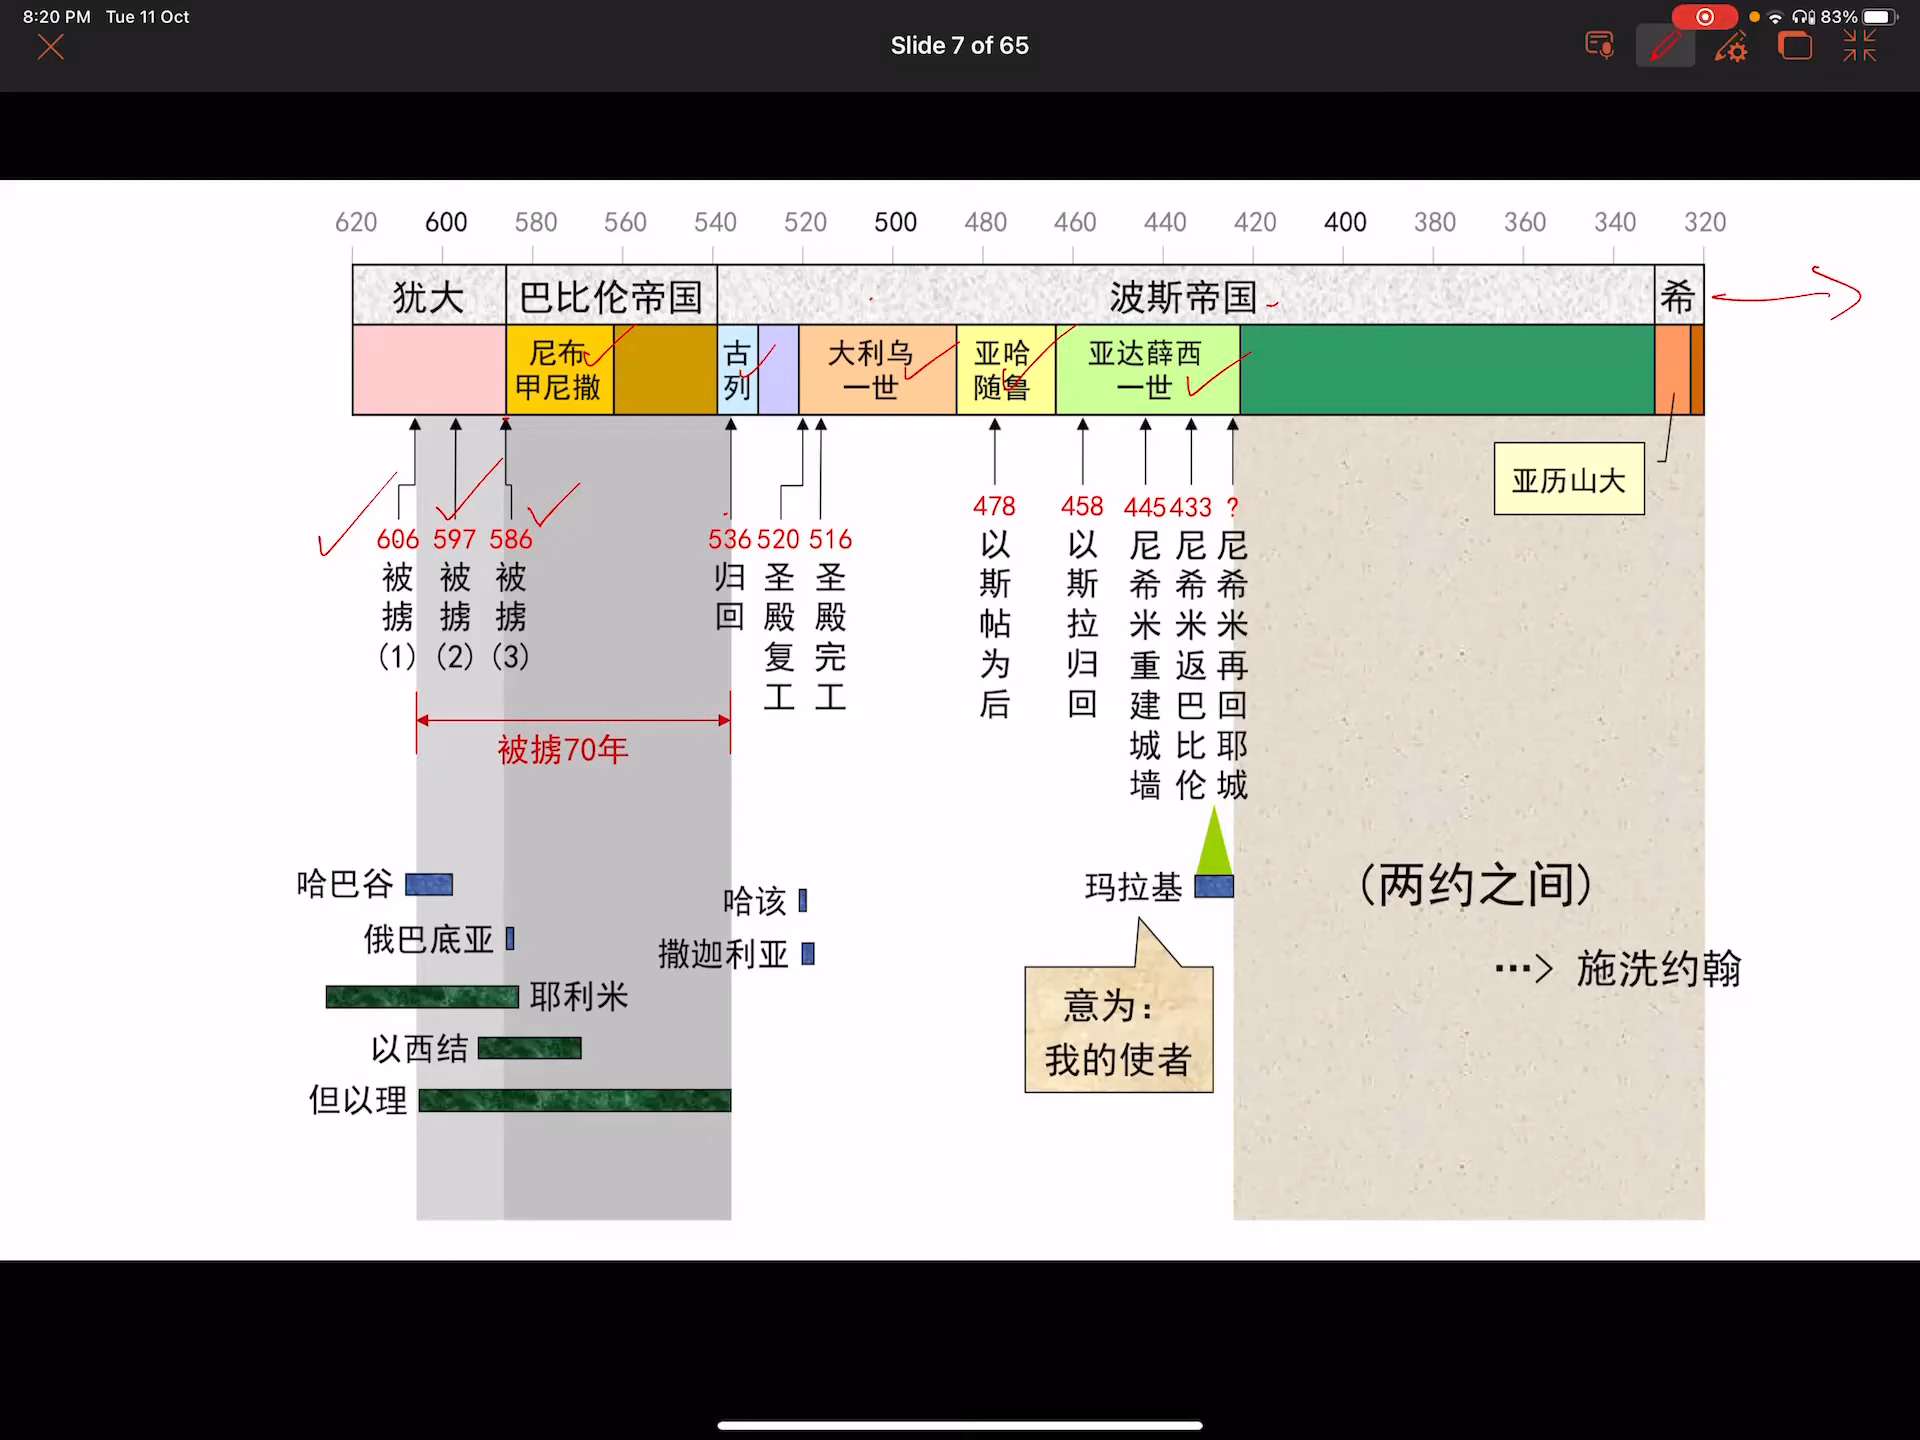 8:20 PM Tue 11 Oct
83%
Slide 7 of 65
620 600 580 560 540 520 500 480 460 440 420 400 380 360 340 320
犹大 巴比伦帝国 波斯帝国 希
尼布甲尼撒
古列
大利乌一世
亚哈随鲁
亚达薛西一世
亚历山大
606 被掳(1)
597 被掳(2)
586 被掳(3)
536 归回
520 圣殿复工
516 圣殿完工
478 以斯帖为后
458 以斯拉归回
445 尼希米重建城墙
433 尼希米返巴比伦
? 尼希米再回耶城
被掳70年
哈巴谷
俄巴底亚
耶利米
以西结
但以理
哈该
撒迦利亚
玛拉基
意为:
我的使者
(两约之间)
···> 施洗约翰